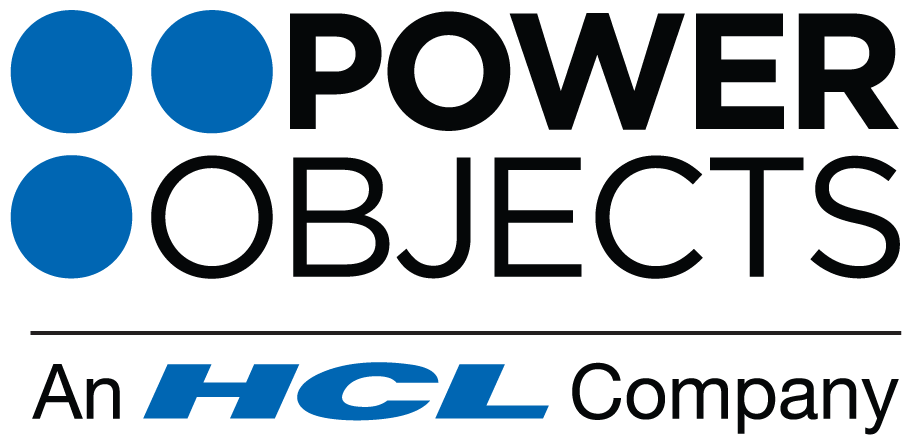 POWER
OBJECTS
An HCL Company